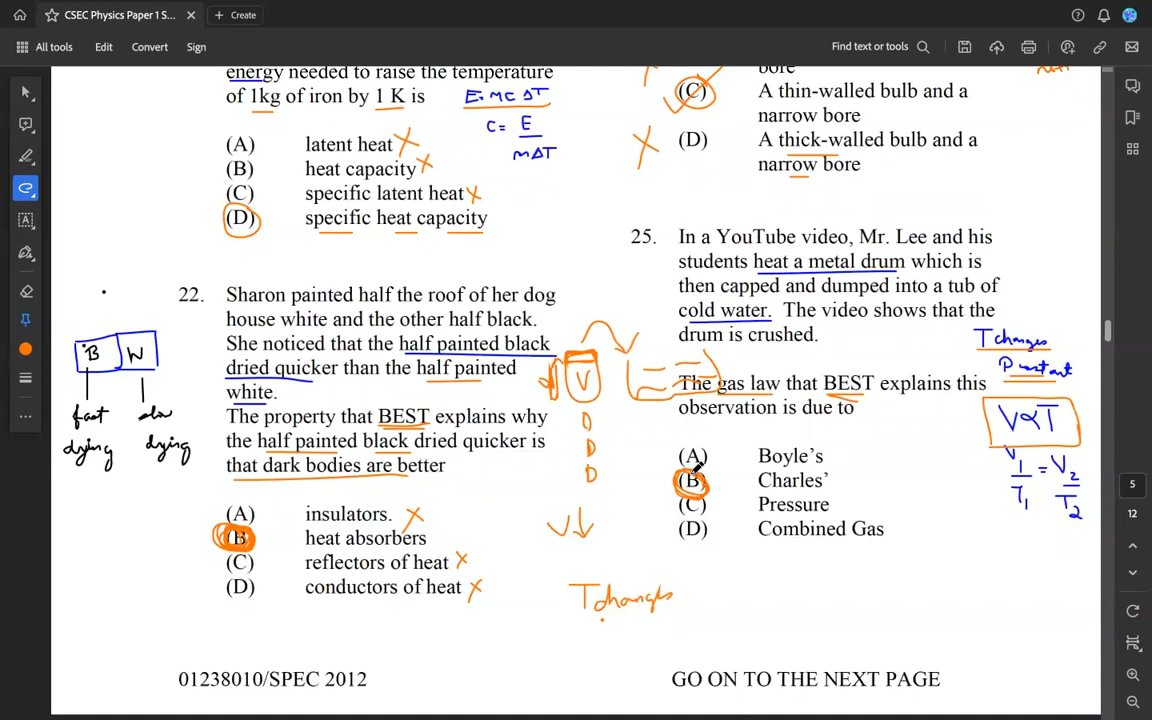 CSEC Physics Paper 1 S...
Create
All tools
Edit
Convert
Sign
Find text or tools
energy needed to raise the temperature
of 1kg of iron by 1 K is
E=mcΔT
C = E
mΔT
(A) latent heat X
(B) heat capacity X
(C) specific latent heat X
(D) specific heat capacity
22. Sharon painted half the roof of her dog
house white and the other half black.
She noticed that the half painted black
dried quicker than the half painted
white.
The property that BEST explains why
the half painted black dried quicker is
that dark bodies are better
B W
fast slow
dying dying
(A) insulators. X
(B heat absorbers
(C) reflectors of heat X
(D) conductors of heat X
01238010/SPEC 2012
bore
(C) A thin-walled bulb and a
narrow bore
X (D) A thick-walled bulb and a
narrow bore
25. In a YouTube video, Mr. Lee and his
students heat a metal drum which is
then capped and dumped into a tub of
cold water. The video shows that the
drum is crushed.
The gas law that BEST explains this
observation is due to
V
V↓
T changes
T changes
V∝T
V1 = V2
T1 T2
(A) Boyle's
(B) Charles'
(C) Pressure
(D) Combined Gas
GO ON TO THE NEXT PAGE
5
12